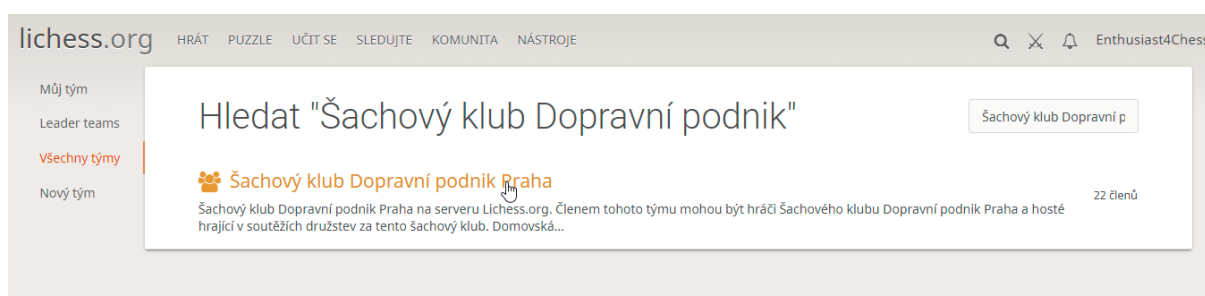 lichess.org HRÁT PUZZLE UČIT SE SLEDUJTE KOMUNITA NÁSTROJE Enthusiast4Chess
Můj tým
Leader teams
Všechny týmy
Nový tým
Hledat "Šachový klub Dopravní podnik"
Šachový klub Dopravní p
Šachový klub Dopravní podnik Praha
22 členů
Šachový klub Dopravní podnik Praha na serveru Lichess.org. Členem tohoto týmu mohou být hráči Šachového klubu Dopravní podnik Praha a hosté
hrající v soutěžích družstev za tento šachový klub. Domovská...